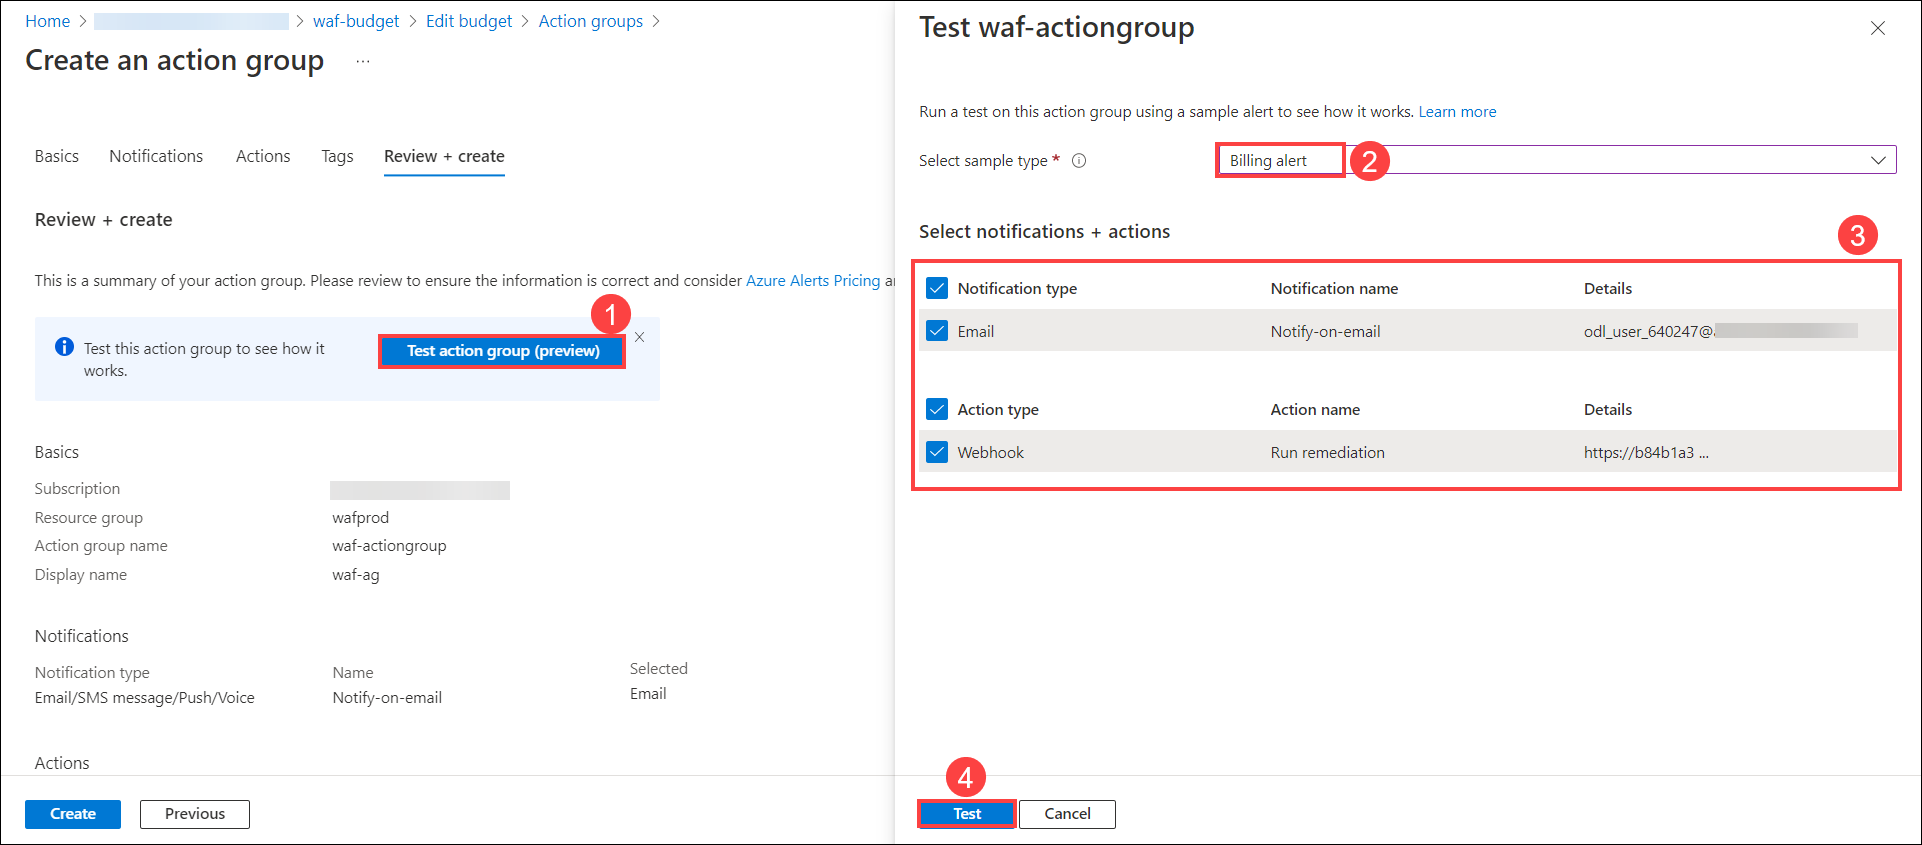 Home > > waf-budget > Edit budget > Action groups >
Create an action group ...
Basics Notifications Actions Tags Review + create
Review + create
This is a summary of your action group. Please review to ensure the information is correct and consider Azure Alerts Pricing
1
Test this action group to see how it
works.
Test action group (preview)
Basics
Subscription
Resource group wafprod
Action group name waf-actiongroup
Display name waf-ag
Notifications
Notification type Name Selected
Email/SMS message/Push/Voice Notify-on-email Email
Actions
Create Previous
Test waf-actiongroup
Run a test on this action group using a sample alert to see how it works. Learn more
Select sample type * Billing alert 2
Select notifications + actions
3
Notification type Notification name Details
Email Notify-on-email odl_user_640247@
Action type Action name Details
Webhook Run remediation https://b84b1a3 ...
4
Test Cancel